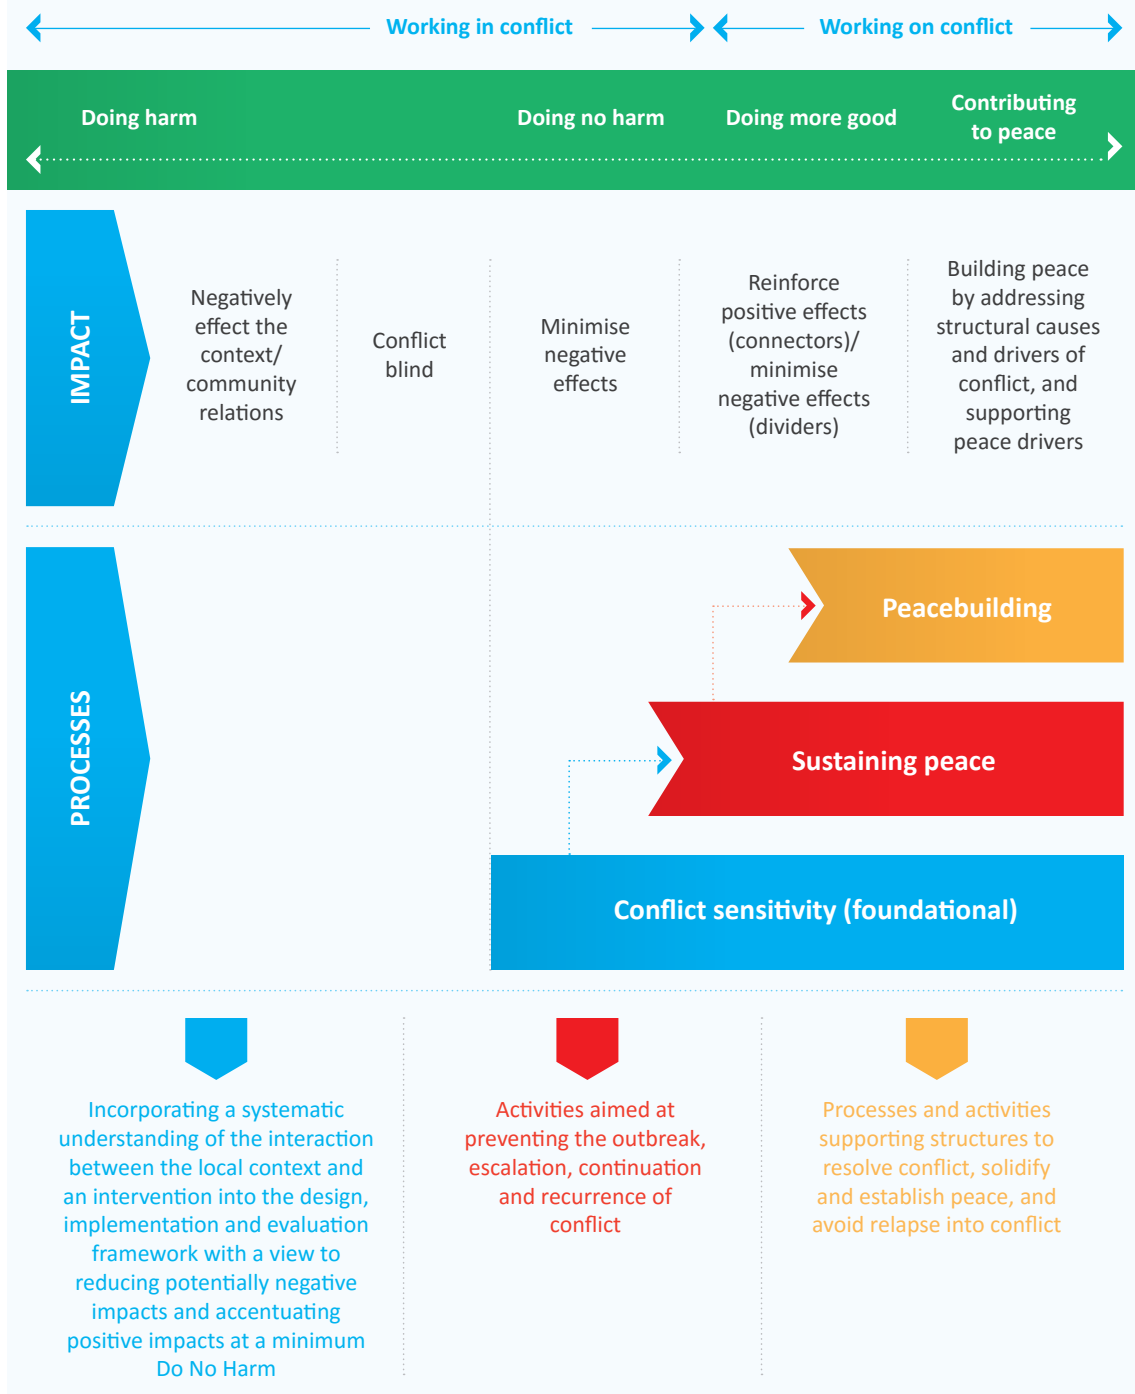 Working in conflict
Working on conflict
Doing harm
Doing no harm
Doing more good
Contributing
to peace
IMPACT
Negatively
effect the
context/
community
relations
Conflict
blind
Minimise
negative
effects
Reinforce
positive effects
(connectors)/
minimise
negative effects
(dividers)
Building peace
by addressing
structural causes
and drivers of
conflict, and
supporting
peace drivers
PROCESSES
Peacebuilding
Sustaining peace
Conflict sensitivity (foundational)
Incorporating a systematic
understanding of the interaction
between the local context and
an intervention into the design,
implementation and evaluation
framework with a view to
reducing potentially negative
impacts and accentuating
positive impacts at a minimum
Do No Harm
Activities aimed at
preventing the outbreak,
escalation, continuation
and recurrence of
conflict
Processes and activities
supporting structures to
resolve conflict, solidify
and establish peace, and
avoid relapse into conflict